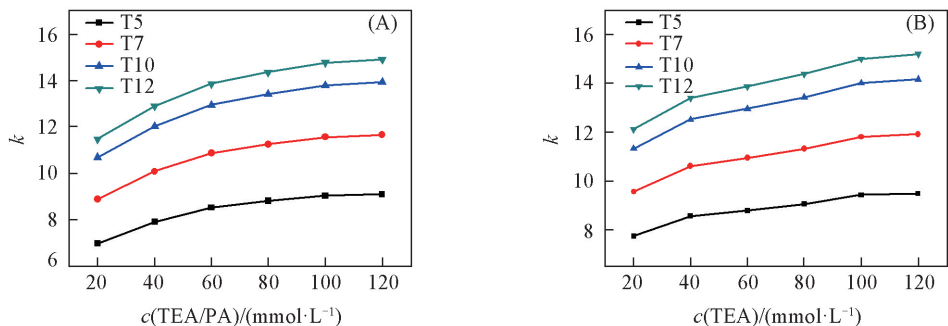 (A)
T5
T7
T10
T12
16
14
12
10
8
6
k
20 40 60 80 100 120
c(TEA/PA)/(mmol·L⁻¹)
(B)
T5
T7
T10
T12
16
14
12
10
8
k
20 40 60 80 100 120
c(TEA)/(mmol·L⁻¹)